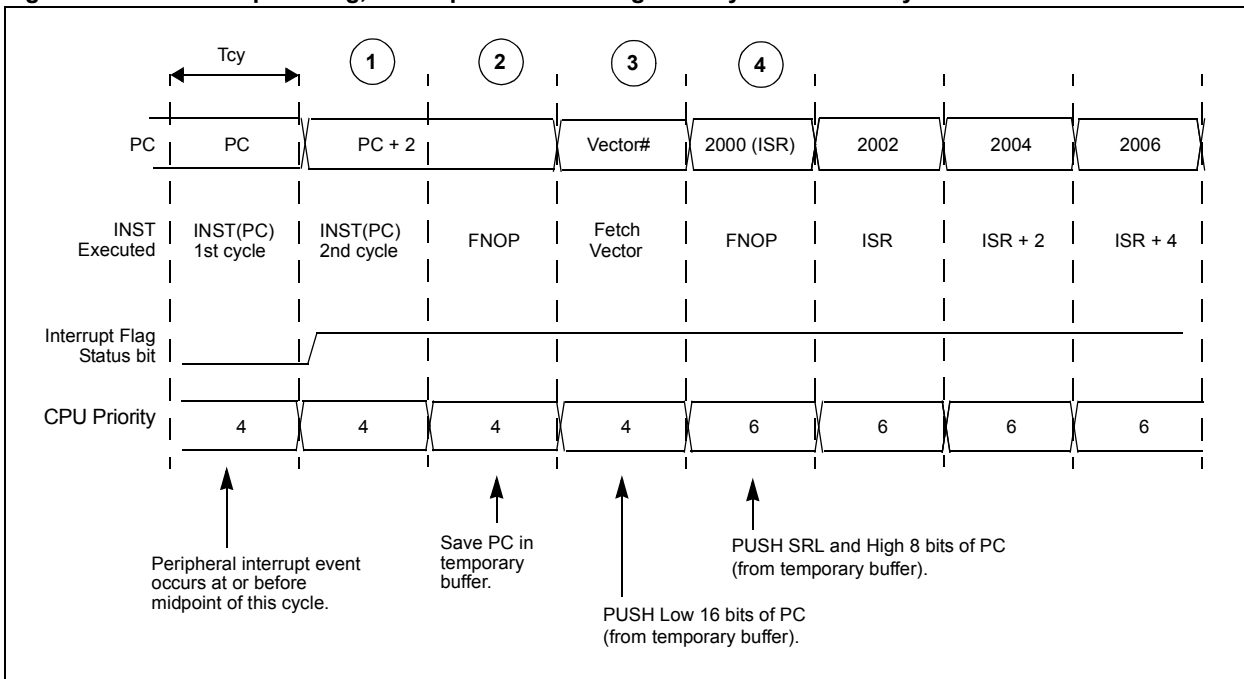 Tcy
1
2
3
4
PC
PC
PC + 2
Vector#
2000 (ISR)
2002
2004
2006
INST
Executed
INST(PC)
1st cycle
INST(PC)
2nd cycle
FNOP
Fetch
Vector
FNOP
ISR
ISR + 2
ISR + 4
Interrupt Flag
Status bit
CPU Priority
4
4
4
4
6
6
6
6
Peripheral interrupt event
occurs at or before
midpoint of this cycle.
Save PC in
temporary
buffer.
PUSH Low 16 bits of PC
(from temporary buffer).
PUSH SRL and High 8 bits of PC
(from temporary buffer).